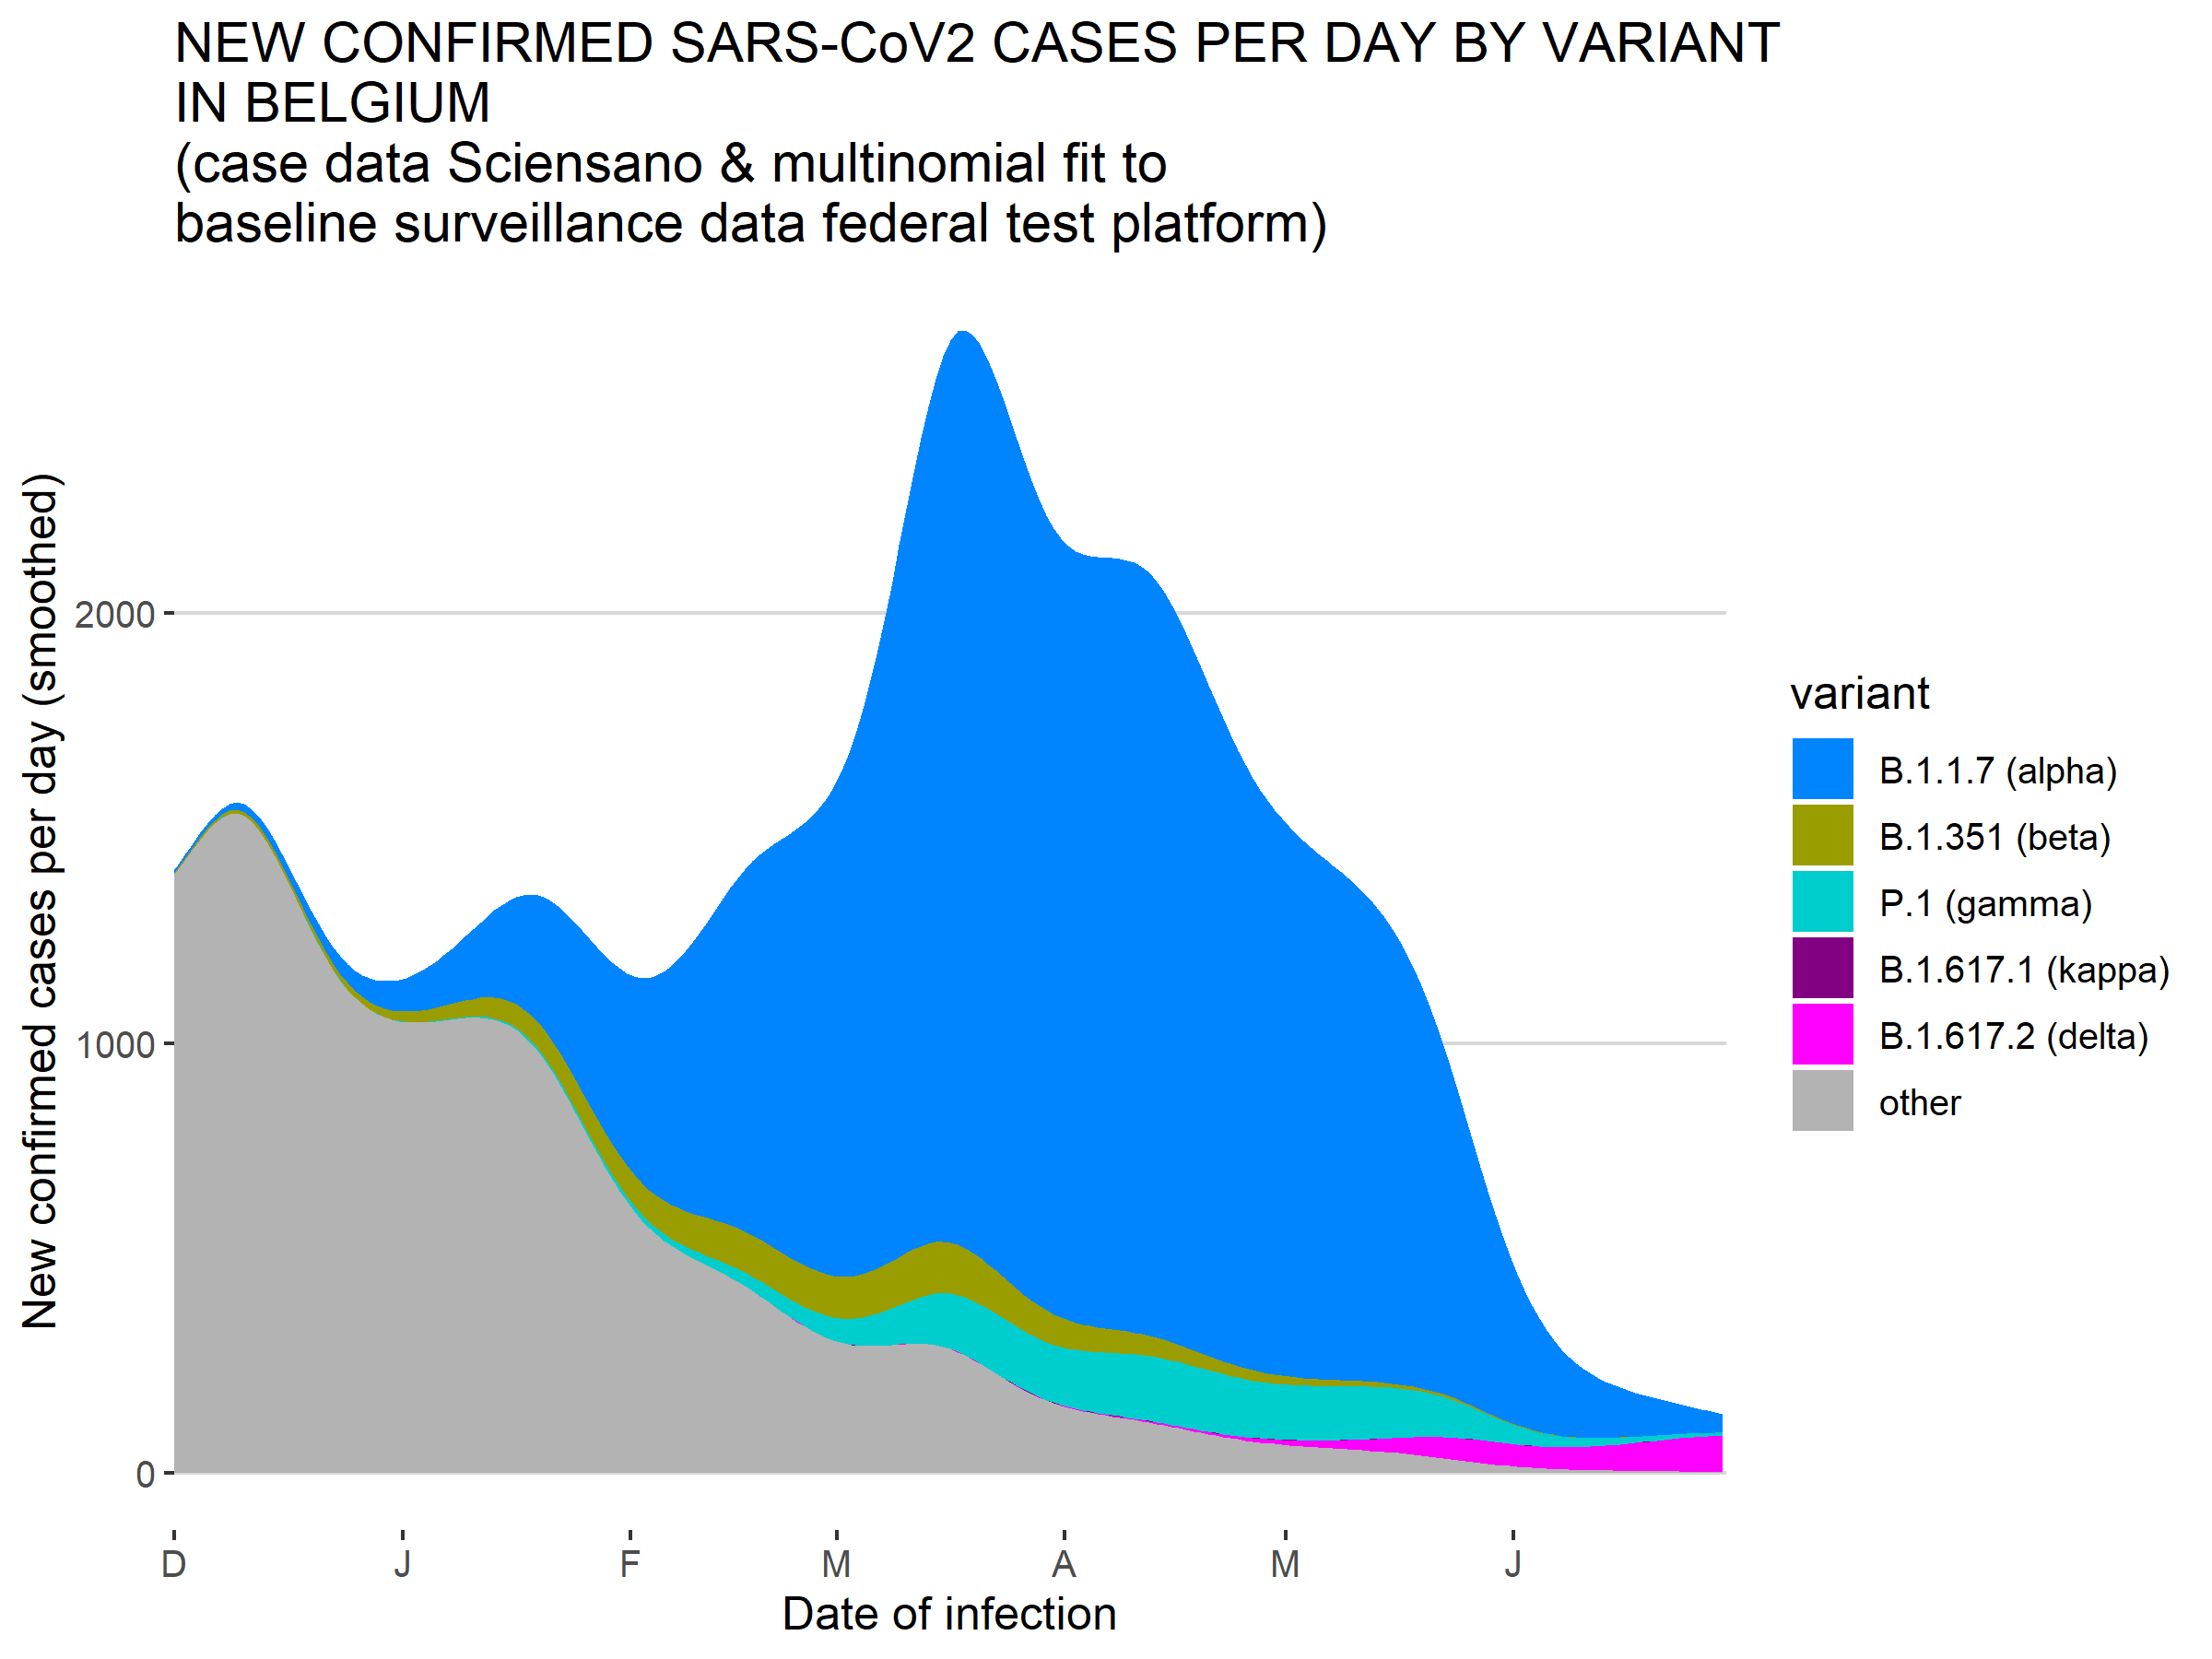 NEW CONFIRMED SARS-CoV2 CASES PER DAY BY VARIANT
IN BELGIUM
(case data Sciensano & multinomial fit to
baseline surveillance data federal test platform)
New confirmed cases per day (smoothed)
2000
1000
0
D
J
F
M
A
M
J
Date of infection
variant
B.1.1.7 (alpha)
B.1.351 (beta)
P.1 (gamma)
B.1.617.1 (kappa)
B.1.617.2 (delta)
other